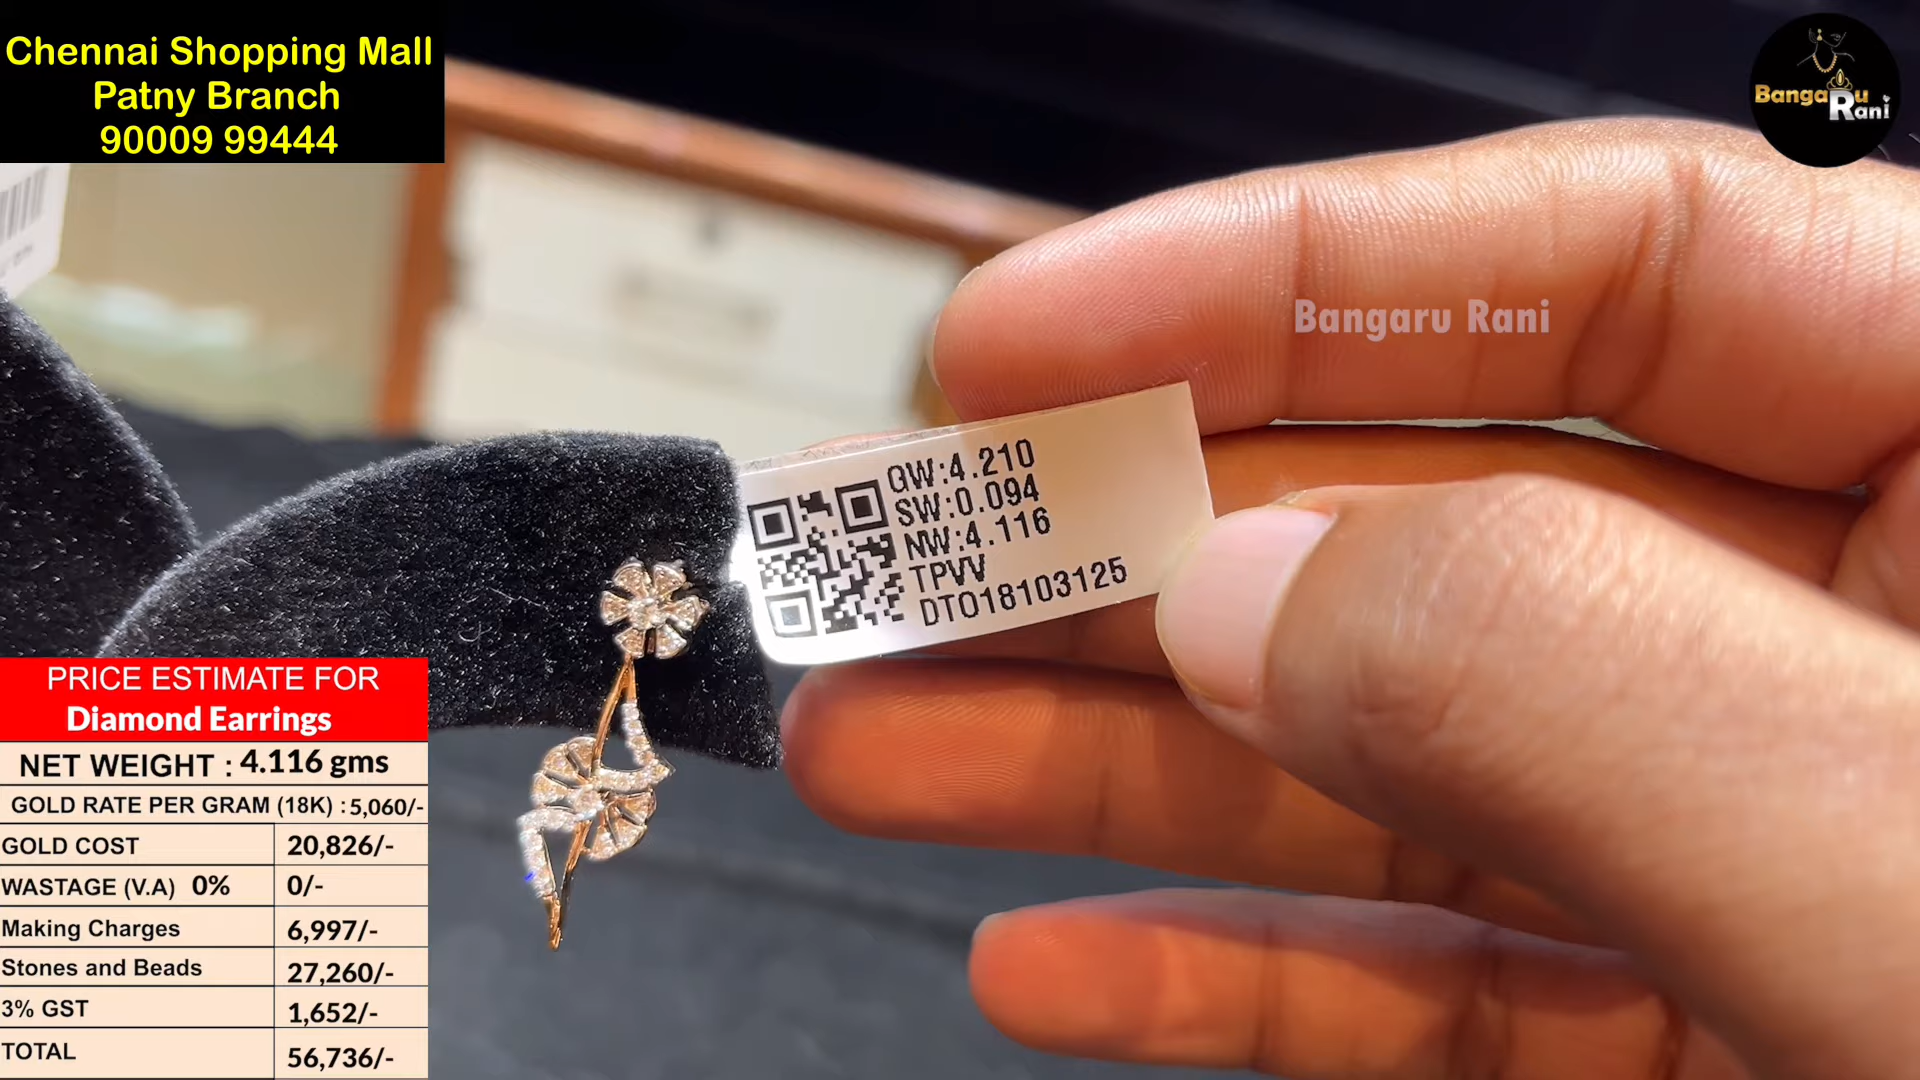 Chennai Shopping Mall
Patny Branch
90009 99444
Bangaru
Rani
Bangaru Rani
GW:4.210
SW:0.094
NW:4.116
TPVV
DT018103125
PRICE ESTIMATE FOR
Diamond Earrings
NET WEIGHT : 4.116 gms
GOLD RATE PER GRAM (18K) : 5,060/-
GOLD COST 20,826/-
WASTAGE (V.A) 0% 0/-
Making Charges 6,997/-
Stones and Beads 27,260/-
3% GST 1,652/-
TOTAL 56,736/-